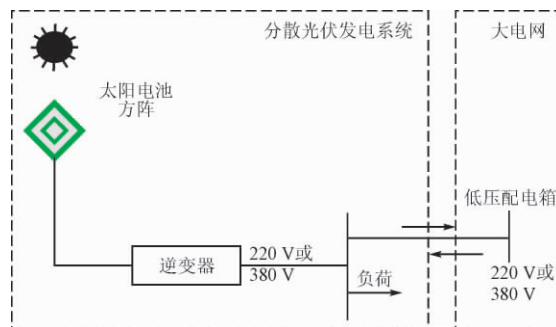 分散光伏发电系统
大电网
太阳电池
方阵
低压配电箱
逆变器
220 V或
380 V
负荷
220 V或
380 V